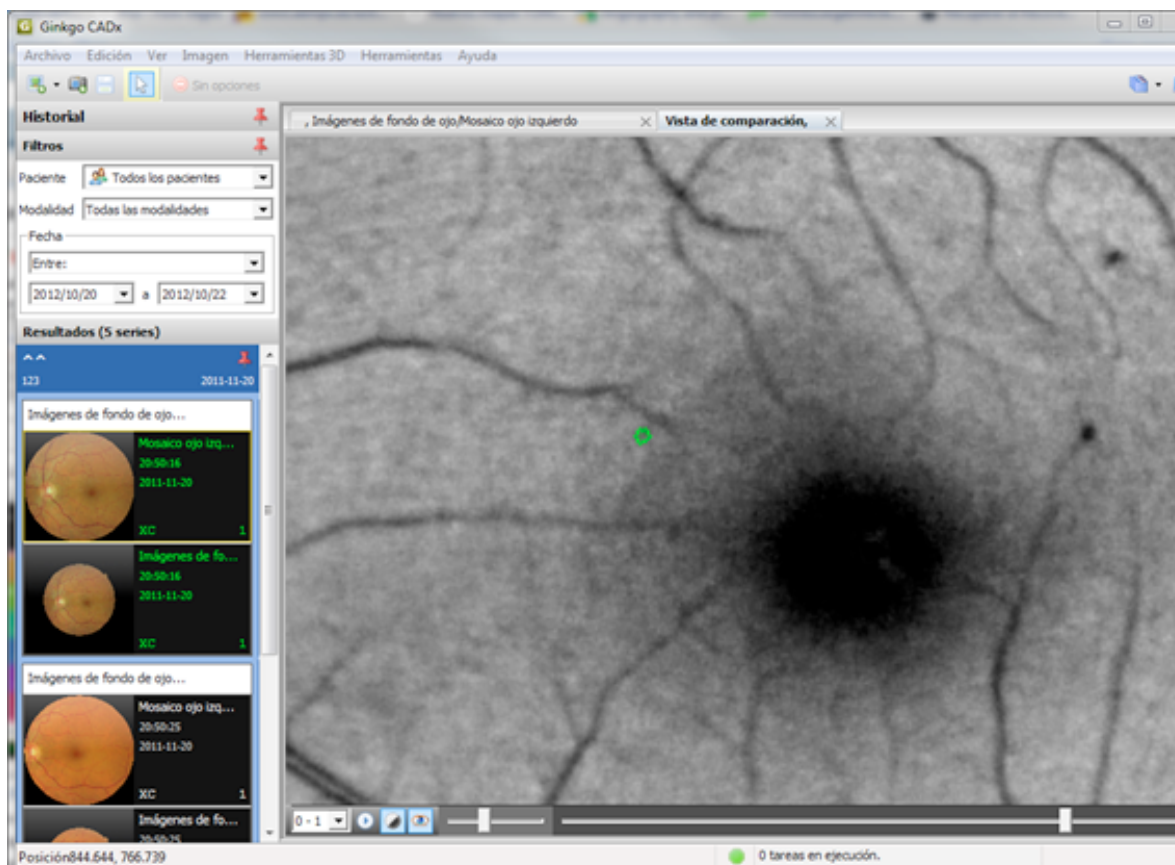 Ginkgo CADx
Archivo Edición Ver Imagen Herramientas 3D Herramientas Ayuda
Sin opciones
Historial
, Imágenes de fondo de ojo/Mosaico ojo izquierdo
Vista de comparación,
Filtros
Paciente Todos los pacientes
Modalidad Todas las modalidades
Fecha
Entre:
2012/10/20 a 2012/10/22
Resultados (5 series)
123 2011-11-20
Imágenes de fondo de ojo...
Mosaico ojo izq...
20:50:16
2011-11-20
XC 1
Imágenes de fo...
20:50:16
2011-11-20
XC 1
Imágenes de fondo de ojo...
Mosaico ojo izq...
20:50:25
2011-11-20
XC 1
Imágenes de fo...
20:50:25
0 - 1
Posición844.644, 766.739
0 tareas en ejecución.